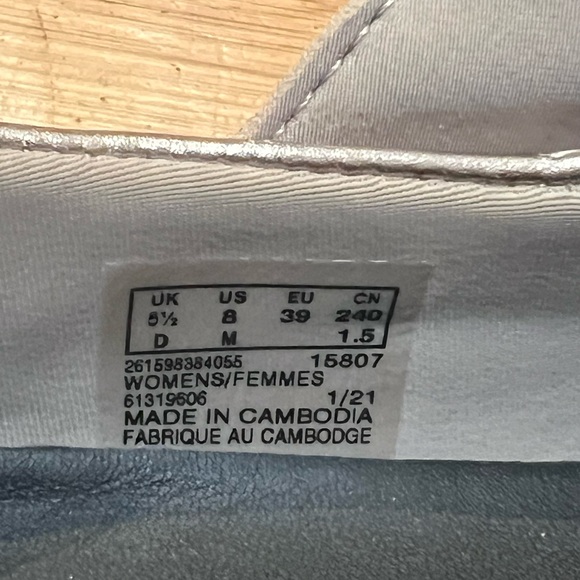 UK US EU CN
5½ 8 39 240
D M 1.5
261598384055 15807
WOMENS/FEMMES
61319606 1/21
MADE IN CAMBODIA
FABRIQUE AU CAMBODGE